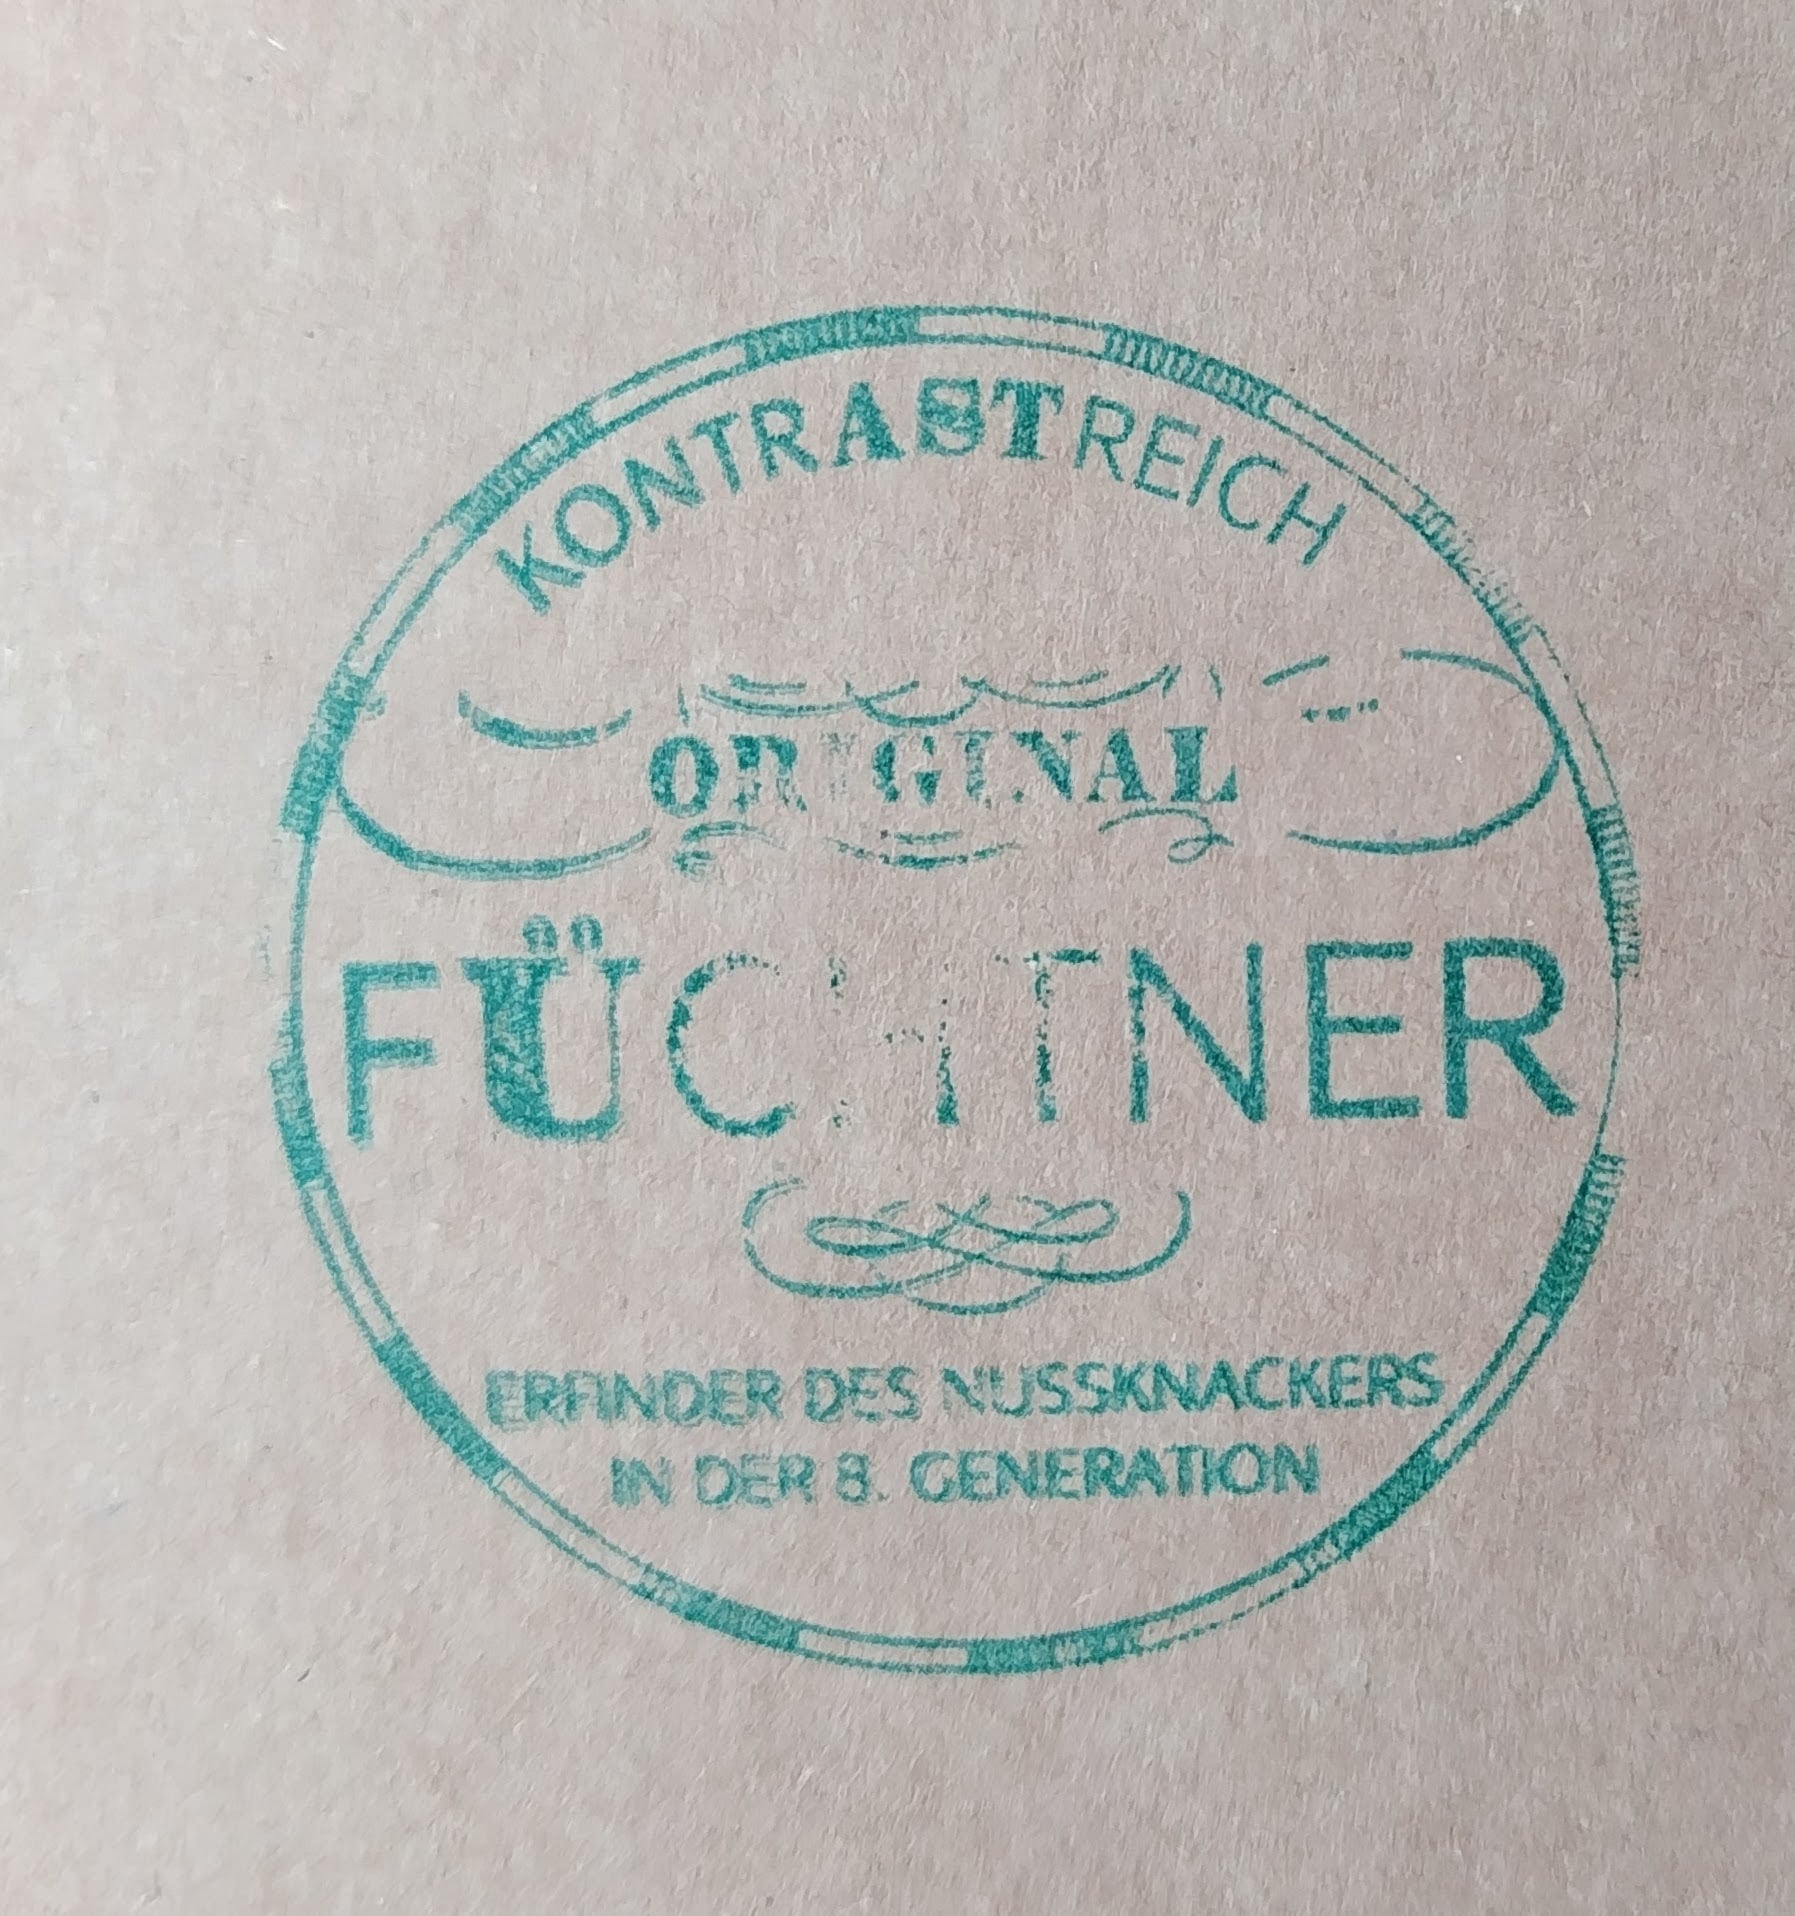 KONTRASTREICH
ORIGINAL
FÜCHTNER
ERFINDER DES NUSSKNACKERS
IN DER 8. GENERATION